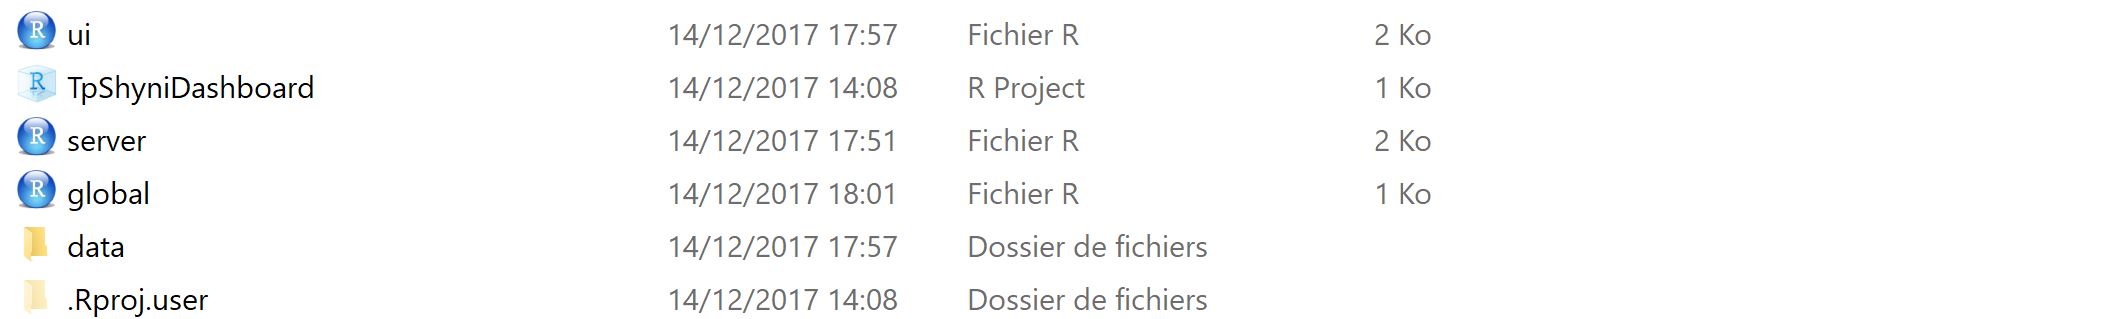 ui 14/12/2017 17:57 Fichier R 2 Ko
TpShyniDashboard 14/12/2017 14:08 R Project 1 Ko
server 14/12/2017 17:51 Fichier R 2 Ko
global 14/12/2017 18:01 Fichier R 1 Ko
data 14/12/2017 17:57 Dossier de fichiers
.Rproj.user 14/12/2017 14:08 Dossier de fichiers